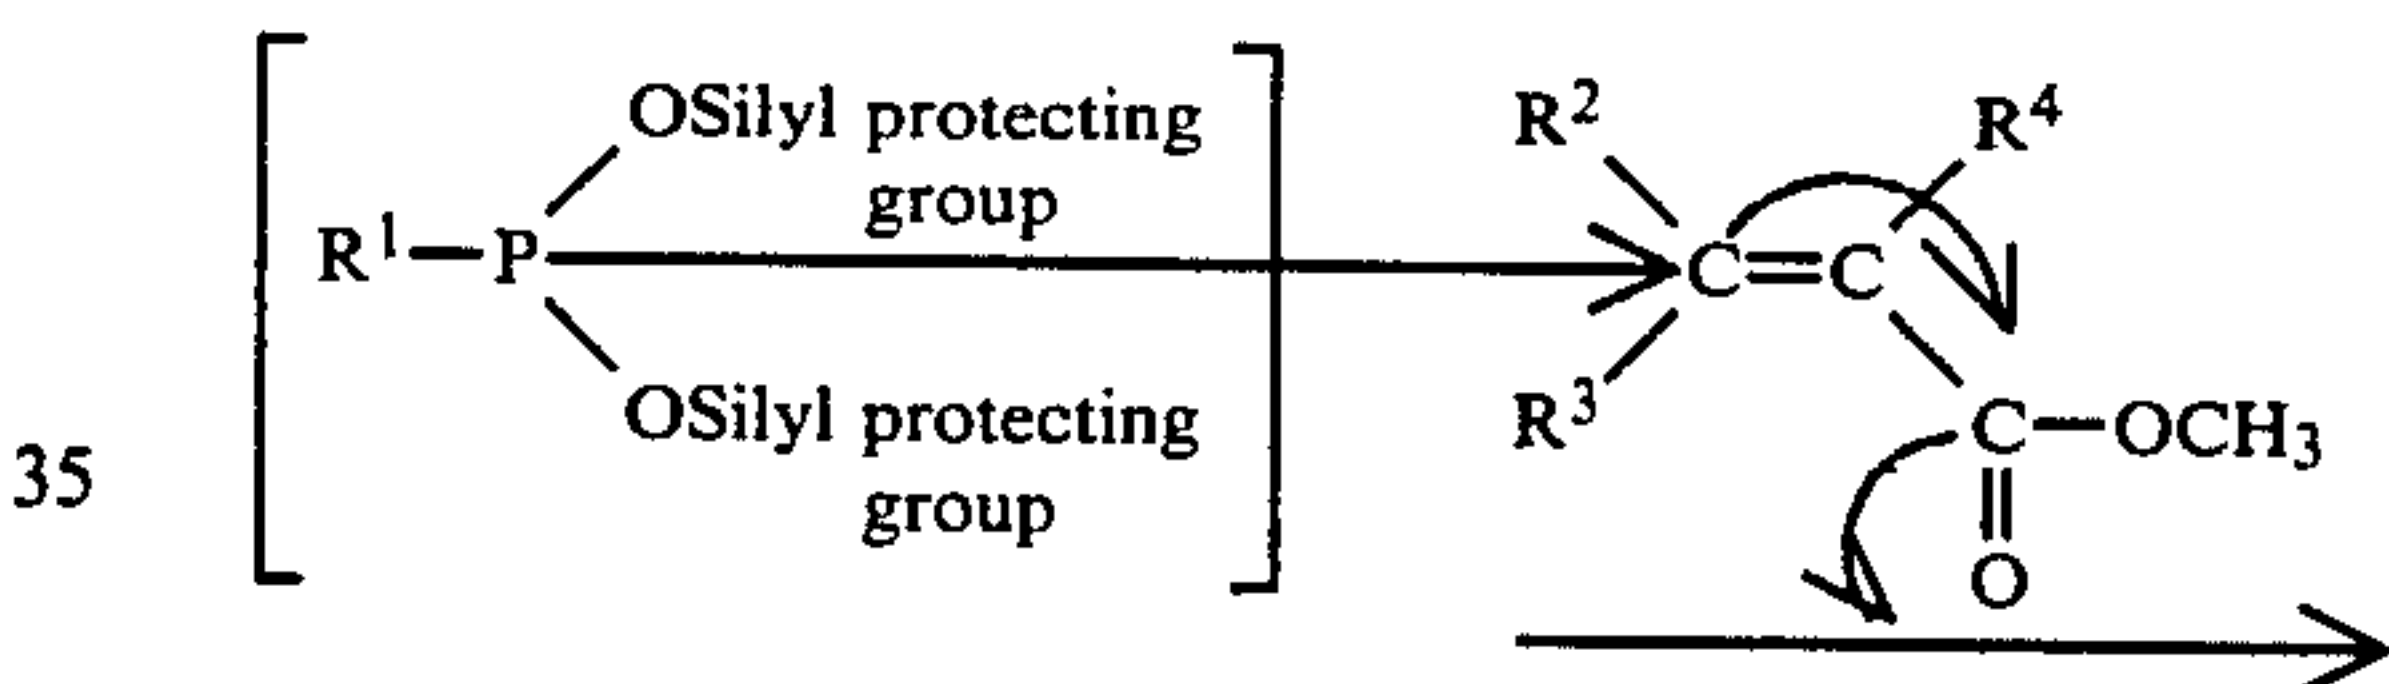 OSilyl protecting
group
R¹—P
OSilyl protecting
group
R² R⁴
C=C
R³
C—OCH₃
O
35